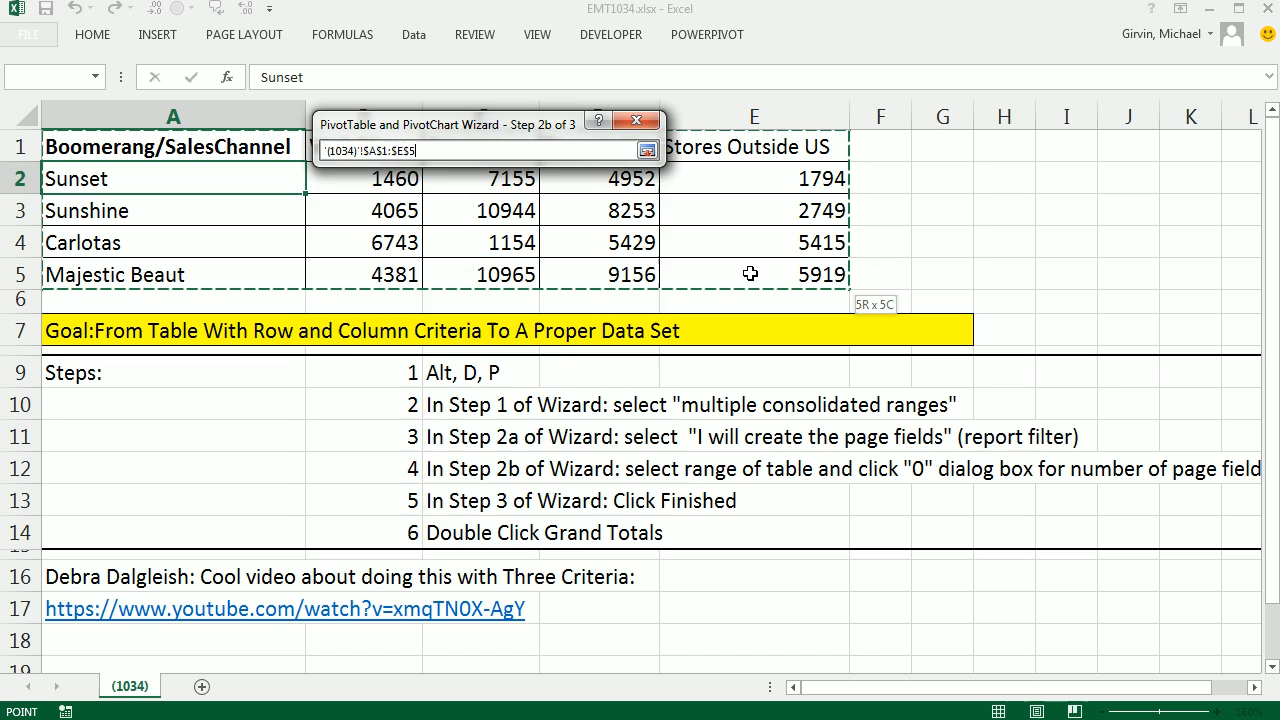 EMT1034.xlsx - Excel
FILE HOME INSERT PAGE LAYOUT FORMULAS Data REVIEW VIEW DEVELOPER POWERPIVOT Girvin, Michael
fx Sunset
A E F G H I J K L
PivotTable and PivotChart Wizard - Step 2b of 3
'(1034)'!$A$1:$E$5
1 Boomerang/SalesChannel Stores Outside US
2 Sunset 1460 7155 4952 1794
3 Sunshine 4065 10944 8253 2749
4 Carlotas 6743 1154 5429 5415
5 Majestic Beaut 4381 10965 9156 5919
6 5R x 5C
7 Goal:From Table With Row and Column Criteria To A Proper Data Set
9 Steps: 1 Alt, D, P
10 2 In Step 1 of Wizard: select "multiple consolidated ranges"
11 3 In Step 2a of Wizard: select "I will create the page fields" (report filter)
12 4 In Step 2b of Wizard: select range of table and click "0" dialog box for number of page field
13 5 In Step 3 of Wizard: Click Finished
14 6 Double Click Grand Totals
16 Debra Dalgleish: Cool video about doing this with Three Criteria:
17 https://www.youtube.com/watch?v=xmqTN0X-AgY
18
19
(1034)
POINT 160%